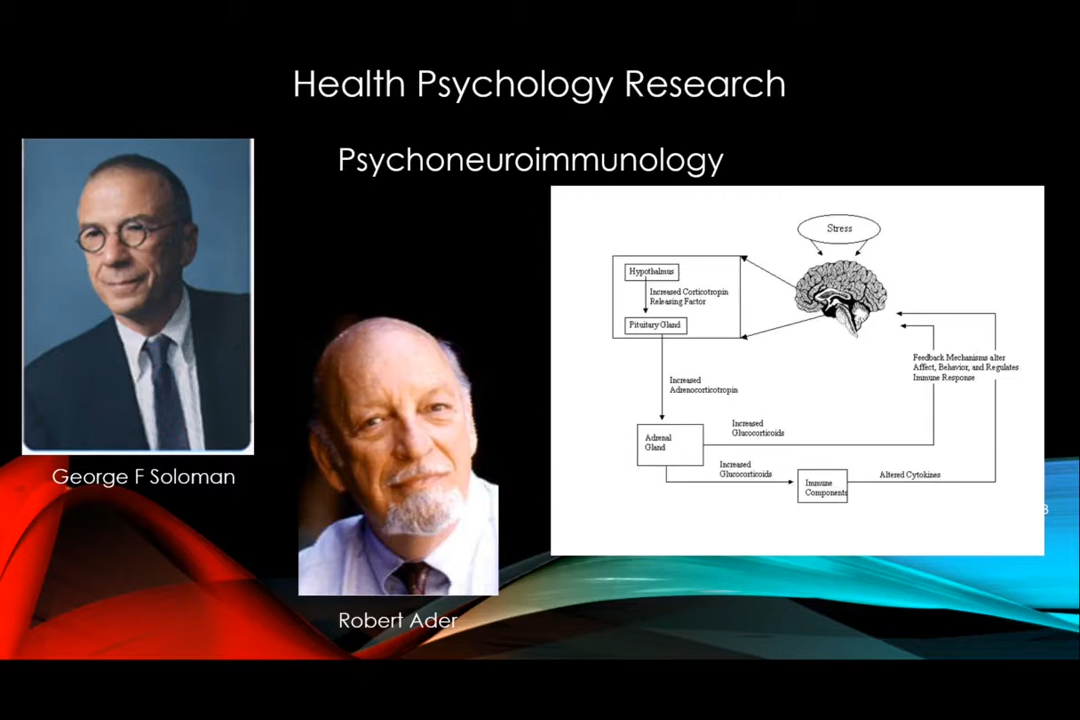 Health Psychology Research
Psychoneuroimmunology
George F Soloman
Robert Ader
Stress
Hypothalmus
Increased Corticotropin
Releasing Factor
Pituitary Gland
Increased
Adrenocorticotropin
Feedback Mechanisms alter
Affect, Behavior, and Regulates
Immune Response
Adrenal
Gland
Increased
Glucocorticoids
Increased
Glucocorticoids
Immune
Components
Altered Cytokines